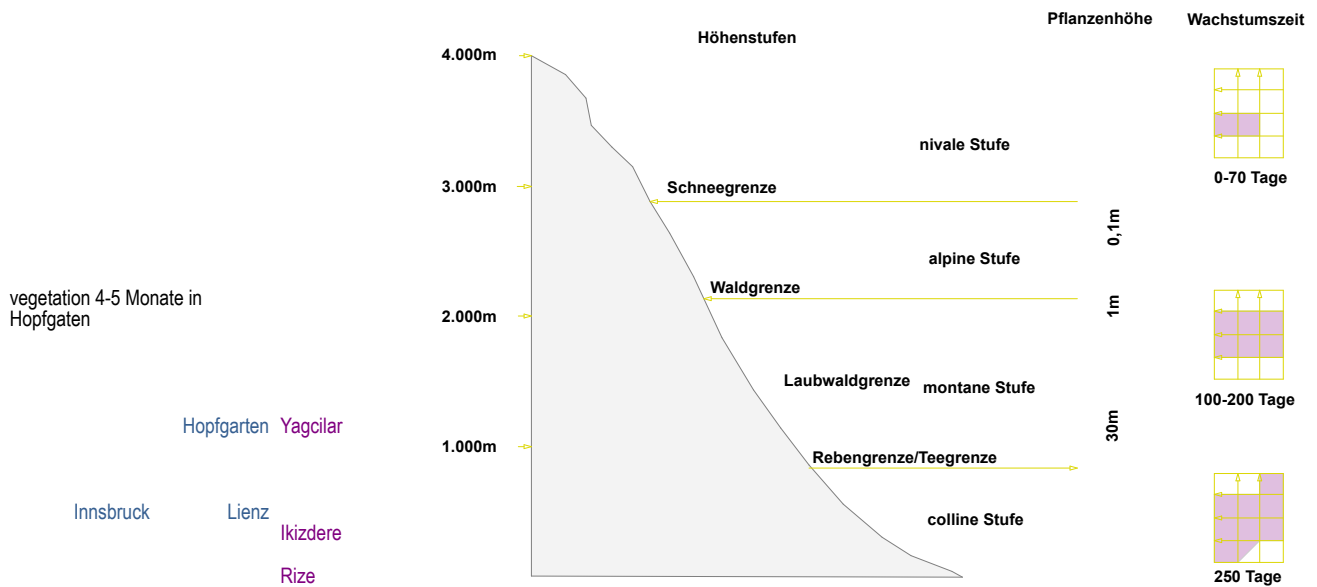 Pflanzenhöhe
Wachstumszeit
Höhenstufen
4.000m
nivale Stufe
0-70 Tage
3.000m
Schneegrenze
0,1m
alpine Stufe
Waldgrenze
vegetation 4-5 Monate in
Hopfgaten
1m
2.000m
Laubwaldgrenze
montane Stufe
100-200 Tage
Hopfgarten
Yagcilar
30m
1.000m
Rebengrenze/Teegrenze
Innsbruck
Lienz
colline Stufe
Ikizdere
Rize
250 Tage